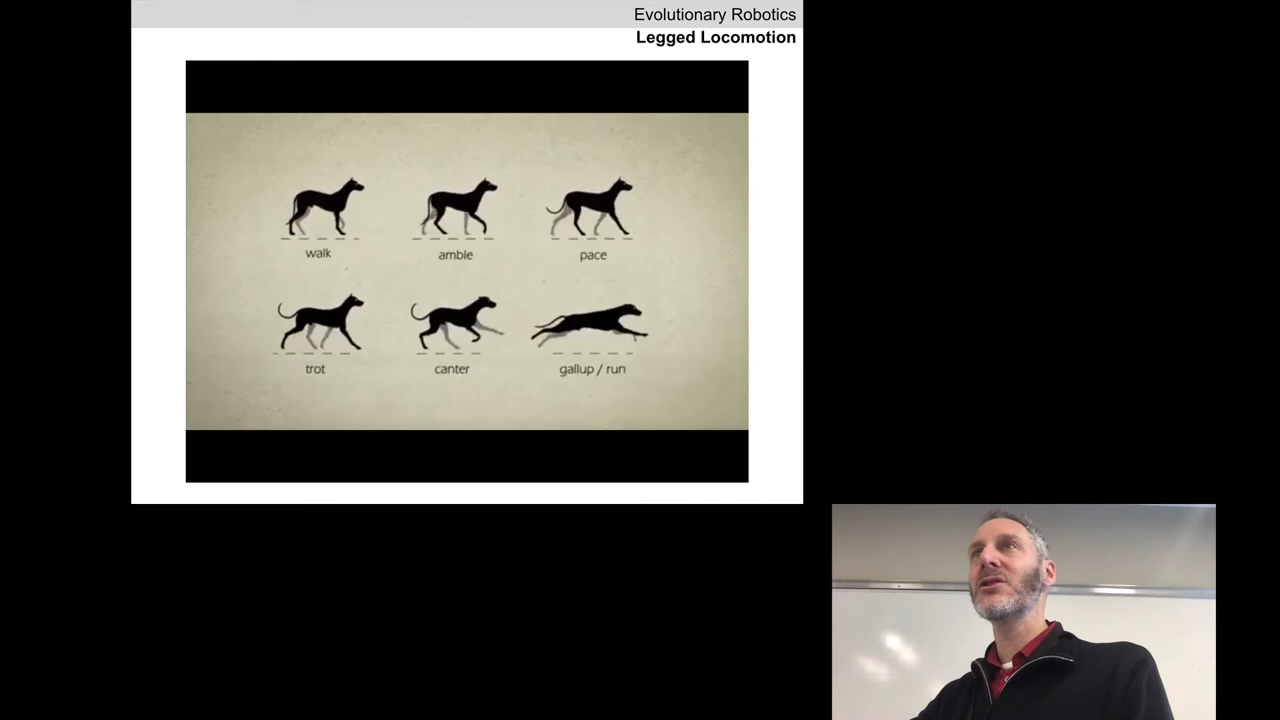 Evolutionary Robotics
Legged Locomotion
walk
amble
pace
trot
canter
gallup / run